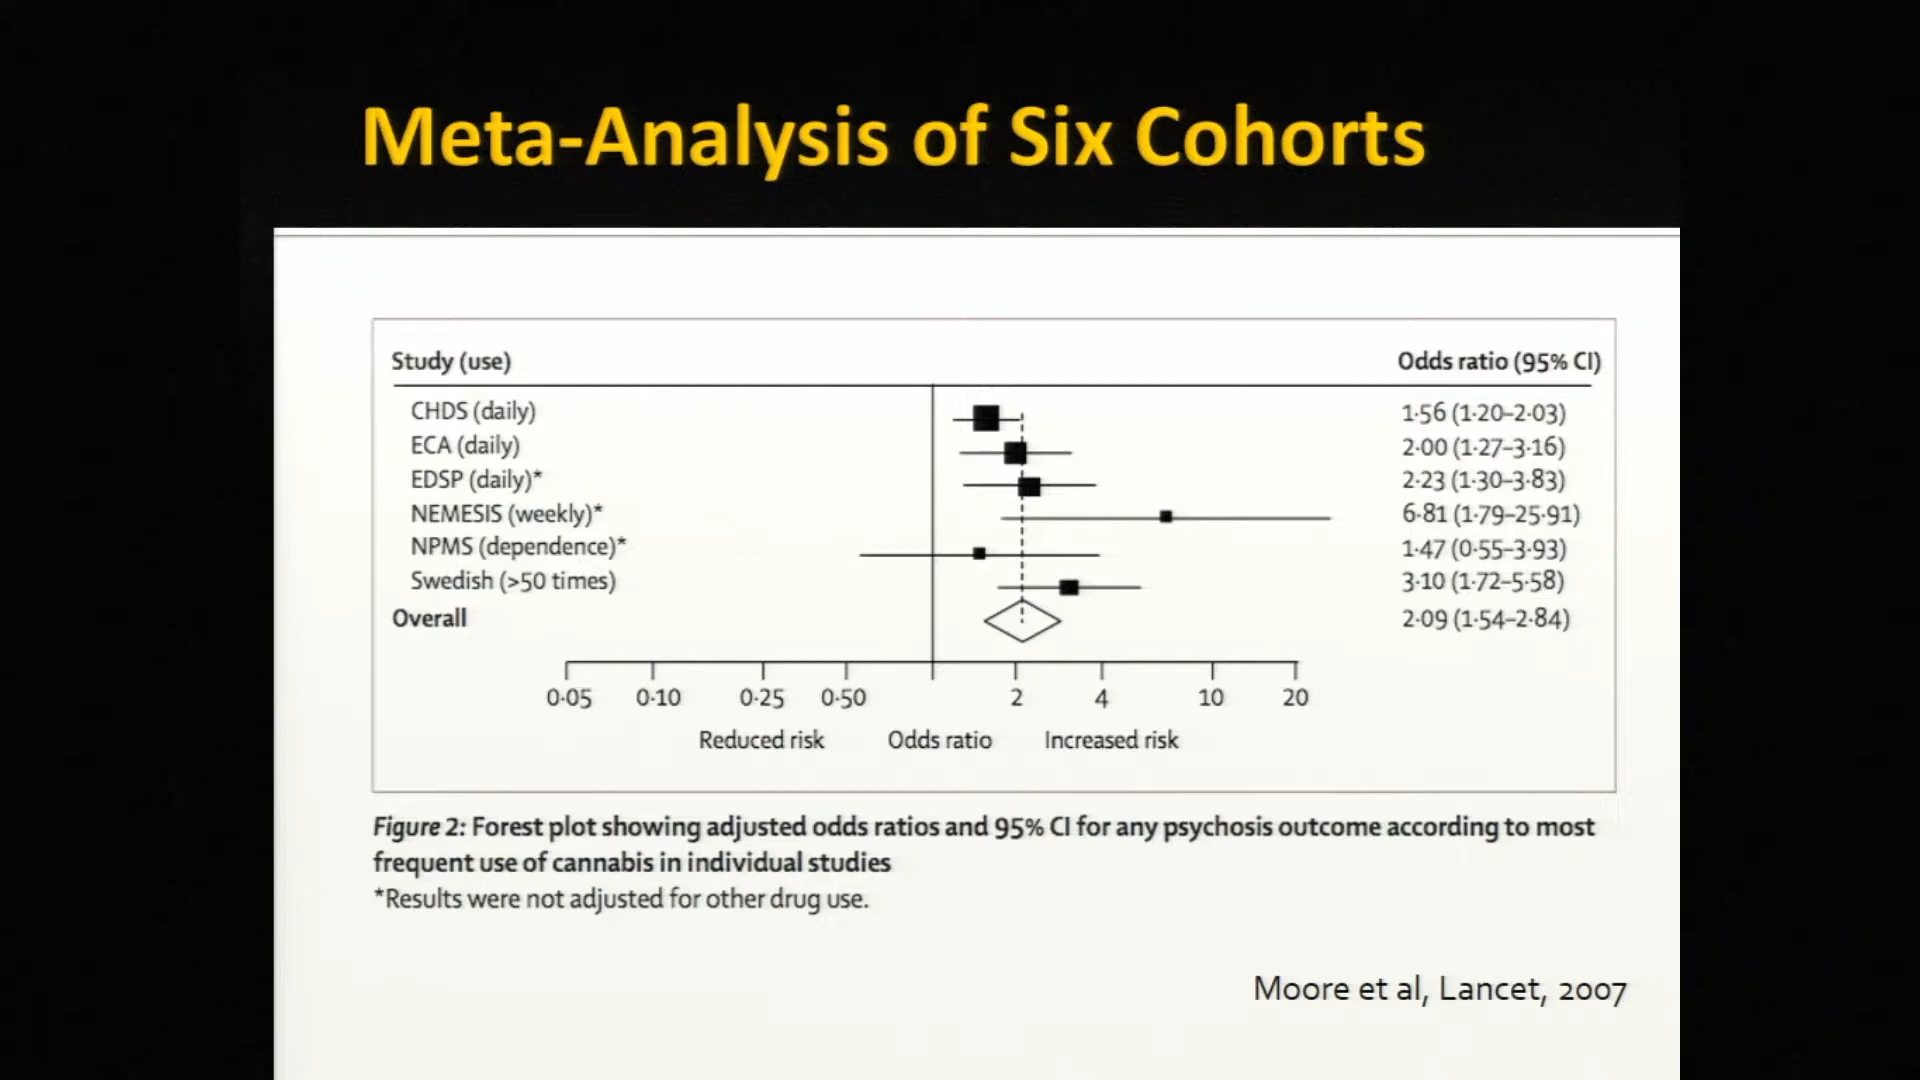 Meta-Analysis of Six Cohorts
Study (use) Odds ratio (95% CI)
CHDS (daily) 1·56 (1·20–2·03)
ECA (daily) 2·00 (1·27–3·16)
EDSP (daily)* 2·23 (1·30–3·83)
NEMESIS (weekly)* 6·81 (1·79–25·91)
NPMS (dependence)* 1·47 (0·55–3·93)
Swedish (>50 times) 3·10 (1·72–5·58)
Overall 2·09 (1·54–2·84)
0·05 0·10 0·25 0·50 2 4 10 20
Reduced risk Odds ratio Increased risk
Figure 2: Forest plot showing adjusted odds ratios and 95% CI for any psychosis outcome according to most
frequent use of cannabis in individual studies
*Results were not adjusted for other drug use.
Moore et al, Lancet, 2007